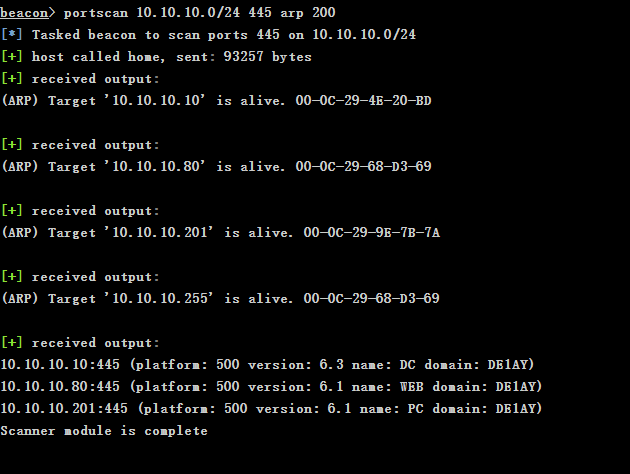 beacon> portscan 10.10.10.0/24 445 arp 200
[*] Tasked beacon to scan ports 445 on 10.10.10.0/24
[+] host called home, sent: 93257 bytes
[+] received output:
(ARP) Target '10.10.10.10' is alive. 00-0C-29-4E-20-BD
[+] received output:
(ARP) Target '10.10.10.80' is alive. 00-0C-29-68-D3-69
[+] received output:
(ARP) Target '10.10.10.201' is alive. 00-0C-29-9E-7B-7A
[+] received output:
(ARP) Target '10.10.10.255' is alive. 00-0C-29-68-D3-69
[+] received output:
10.10.10.10:445 (platform: 500 version: 6.3 name: DC domain: DE1AY)
10.10.10.80:445 (platform: 500 version: 6.1 name: WEB domain: DE1AY)
10.10.10.201:445 (platform: 500 version: 6.1 name: PC domain: DE1AY)
Scanner module is complete